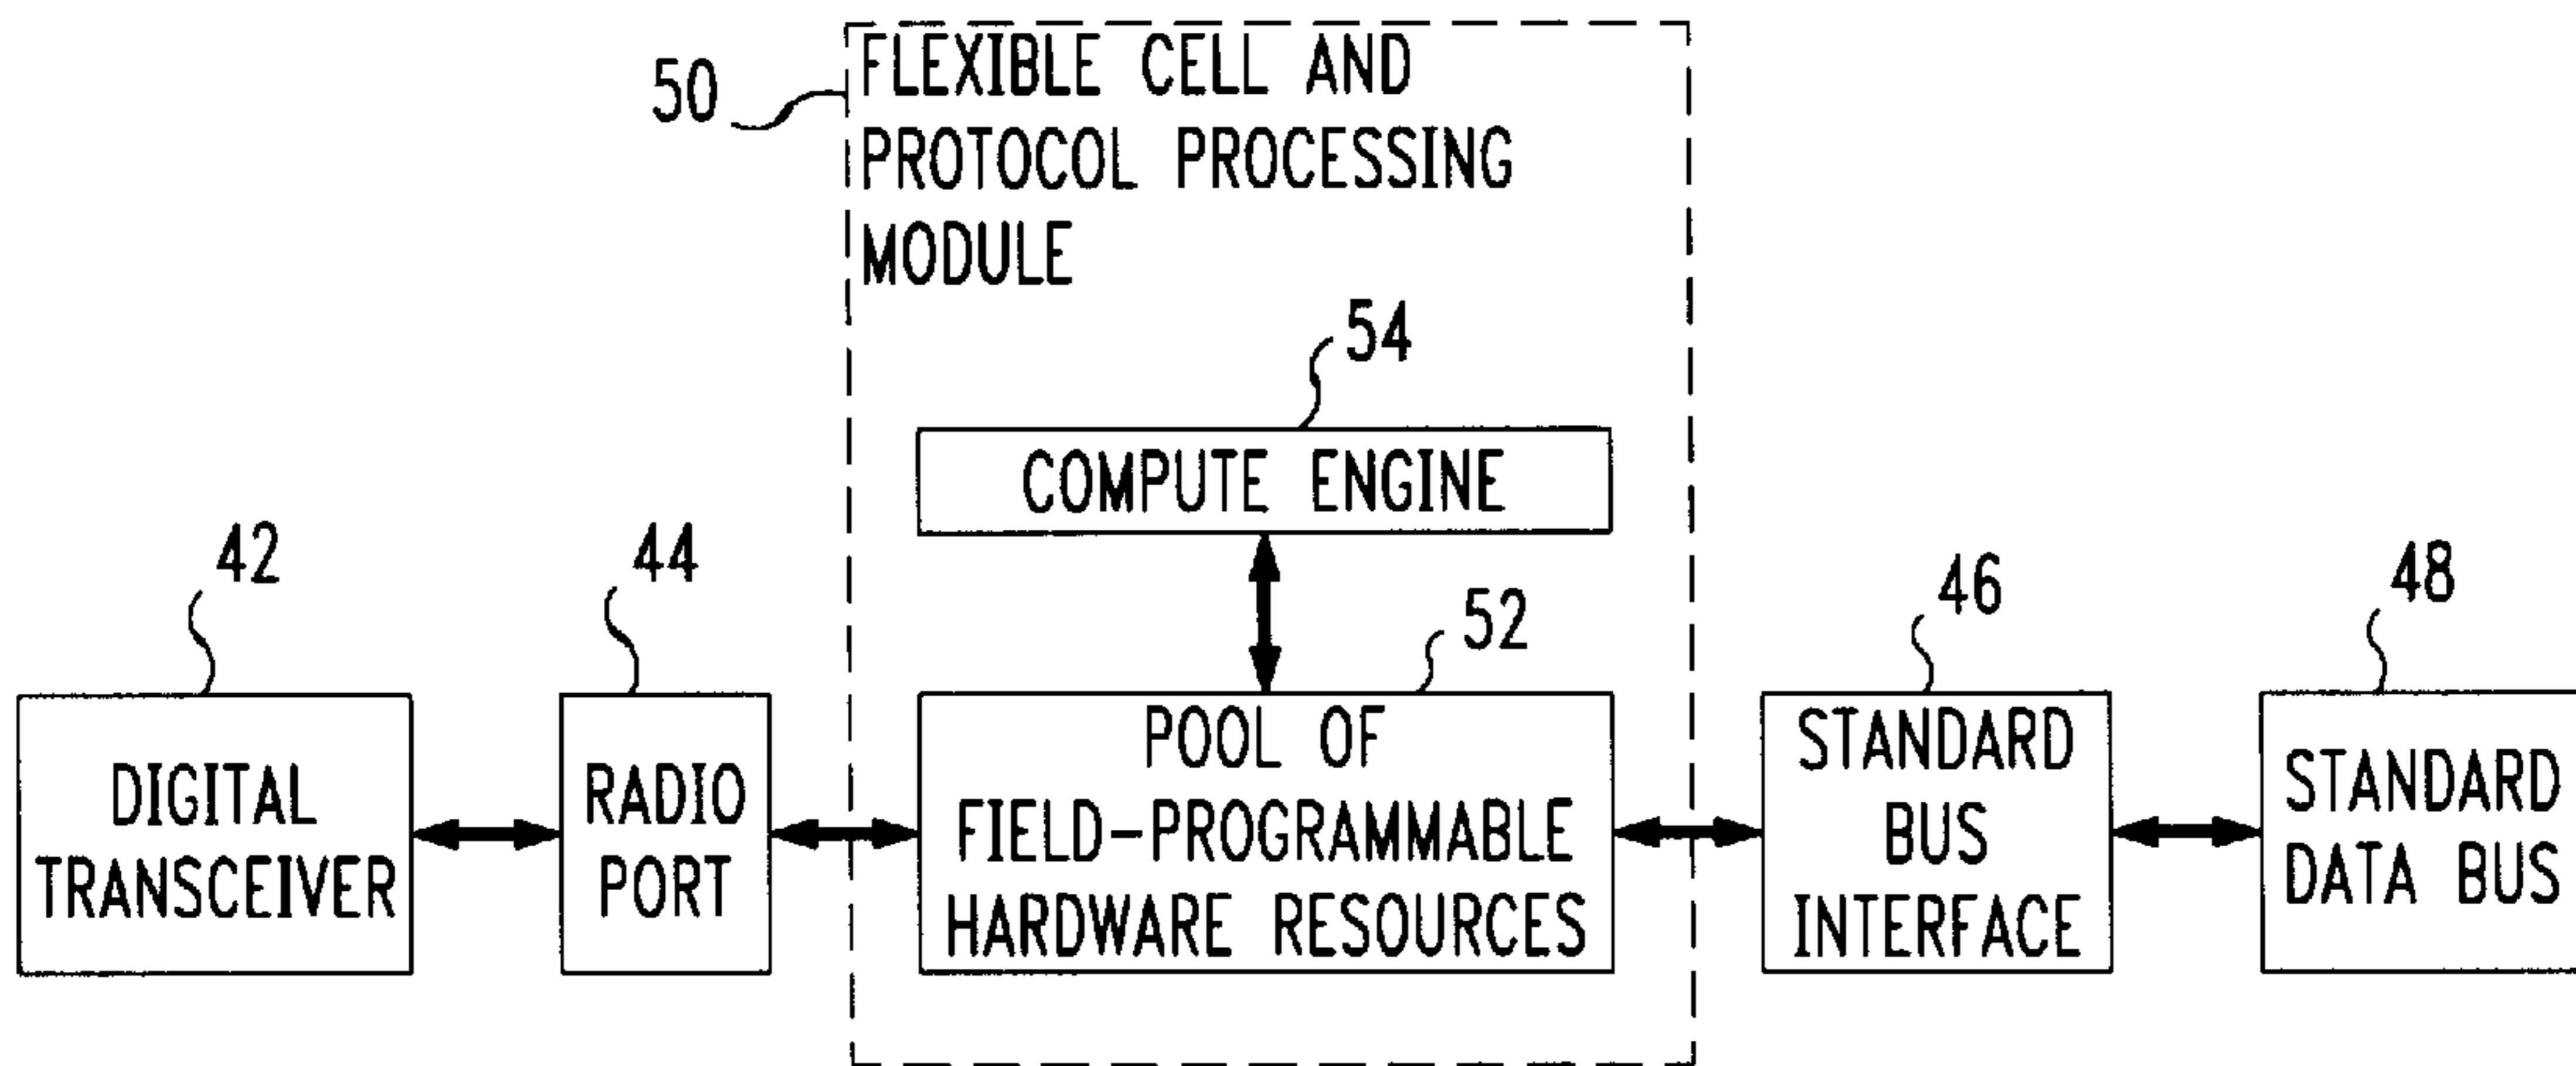 50
FLEXIBLE CELL AND
PROTOCOL PROCESSING
MODULE
54
COMPUTE ENGINE
42
DIGITAL
TRANSCEIVER
44
RADIO
PORT
52
POOL OF
FIELD-PROGRAMMABLE
HARDWARE RESOURCES
46
STANDARD
BUS
INTERFACE
48
STANDARD
DATA BUS